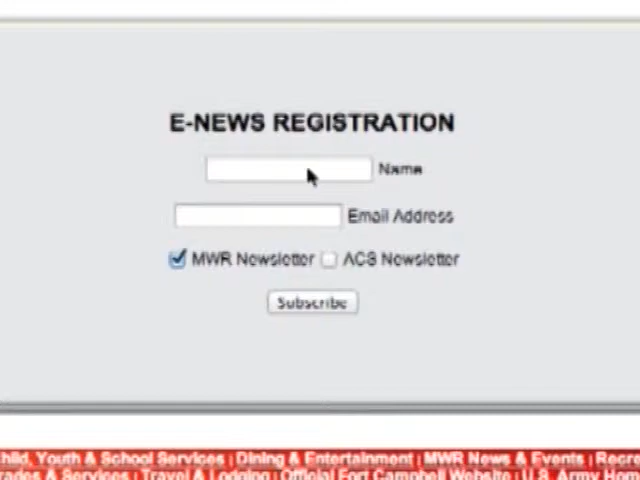 E-NEWS REGISTRATION
Name
Email Address
MWR Newsletter ACS Newsletter
Subscribe
Child, Youth & School Services | Dining & Entertainment | MWR News & Events |
& Services | Travel & Lodging | Official Fort Campbell Website | U.S. Army